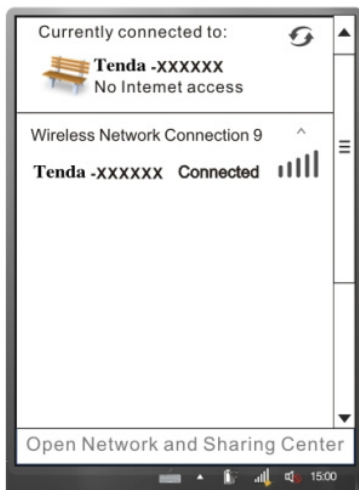 Currently connected to:
Tenda -XXXXXX
No Internet access
Wireless Network Connection 9
Tenda -XXXXXX Connected
Open Network and Sharing Center
15:00